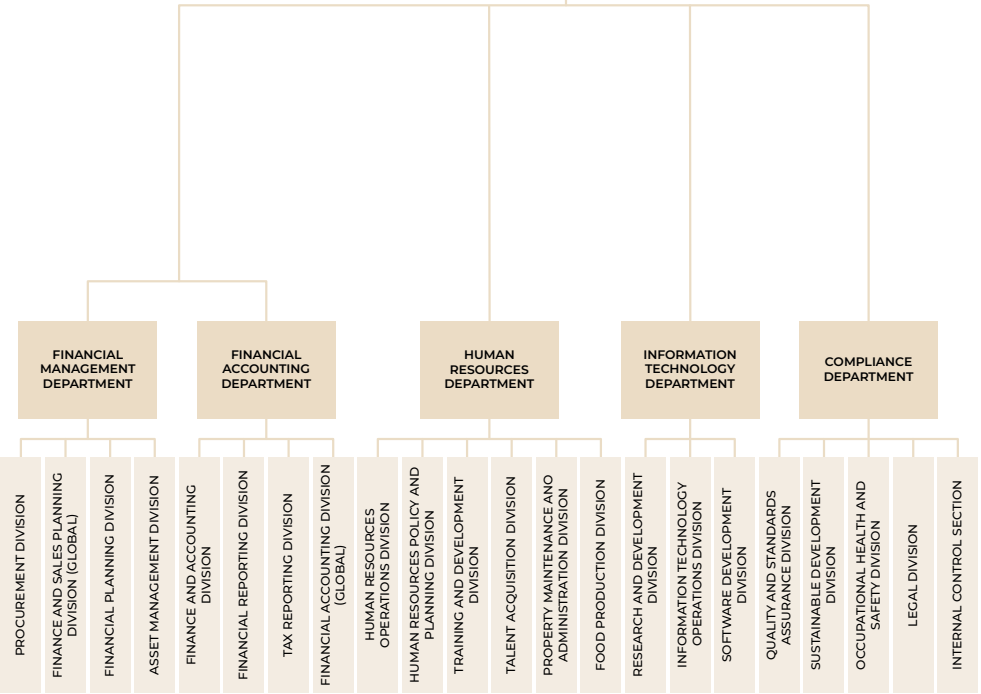 FINANCIAL
MANAGEMENT
DEPARTMENT
FINANCIAL
ACCOUNTING
DEPARTMENT
HUMAN
RESOURCES
DEPARTMENT
INFORMATION
TECHNOLOGY
DEPARTMENT
COMPLIANCE
DEPARTMENT
PROCUREMENT DIVISION
FINANCE AND SALES PLANNING
DIVISION (GLOBAL)
FINANCIAL PLANNING DIVISION
ASSET MANAGEMENT DIVISION
FINANCE AND ACCOUNTING
DIVISION
FINANCIAL REPORTING DIVISION
TAX REPORTING DIVISION
FINANCIAL ACCOUNTING DIVISION
(GLOBAL)
HUMAN RESOURCES
OPERATIONS DIVISION
HUMAN RESOURCES POLICY AND
PLANNING DIVISION
TRAINING AND DEVELOPMENT
DIVISION
TALENT ACQUISITION DIVISION
PROPERTY MAINTENANCE ANO
ADMINISTRATION DIVISION
FOOD PRODUCTION DIVISION
RESEARCH AND DEVELOPMENT
DIVISION
INFORMATION TECHNOLOGY
OPERATIONS DIVISION
SOFTWARE DEVELOPMENT
DIVISION
QUALITY AND STANDARDS
ASSURANCE DIVISION
SUSTAINABLE DEVELOPMENT
DIVISION
OCCUPATIONAL HEALTH AND
SAFETY DIVISION
LEGAL DIVISION
INTERNAL CONTROL SECTION